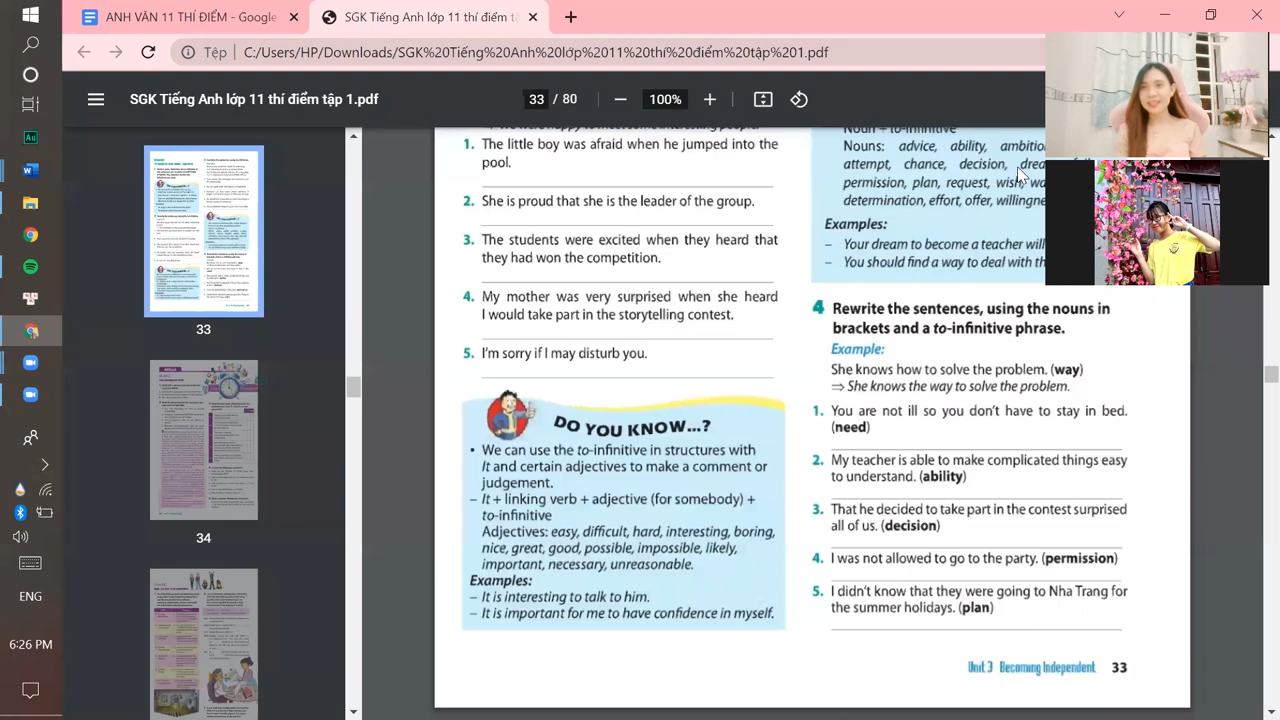 ANH VĂN 11 THÍ ĐIỂM - Google
SGK Tiếng Anh lớp 11 thí điểm t
Tệp
C:/Users/HP/Downloads/SGK%20Tiếng%20Anh%20lớp%2011%20thí%20điểm%20tập%201.pdf
SGK Tiếng Anh lớp 11 thí điểm tập 1.pdf
33 / 80
100%
33
34
ENG
6:26 PM
1. The little boy was afraid when he jumped into the
pool.
2. She is proud that she is the leader of the group.
3. The students were excited when they heard that
they had won the competition.
4. My mother was very surprised when she heard
I would take part in the storytelling contest.
5. I'm sorry if I may disturb you.
DO YOU KNOW...?
• We can use the to-infinitive in structures with
that certain adjectives to give a comment or
judgement.
– It + linking verb + adjective (for somebody) +
to-infinitive
Adjectives: easy, difficult, hard, interesting, boring,
nice, great, good, possible, impossible, likely,
important, necessary, unreasonable.
Examples:
– It is interesting to talk to him.
Noun + to-infinitive
Nouns: advice, ability,
decision,
permission, plan, request, wish, way,
determination, effort, offer,
Examples:
– Your dream to become a teacher
– You should find a way to deal with
4 Rewrite the sentences, using the nouns in
brackets and a to-infinitive phrase.
Example:
She knows how to solve the problem. (way)
⇒ She knows the way to solve the problem.
1. You are not ill so you don't have to stay in bed.
(need)
2. My teacher is able to make complicated things easy
to understand. (ability)
3. That he decided to take part in the contest surprised
all of us. (decision)
4. I was not allowed to go to the party. (permission)
5. I didn't know that they were going to Nha Trang for
the summer holidays. (plan)
Unit 3 Becoming Independent 33